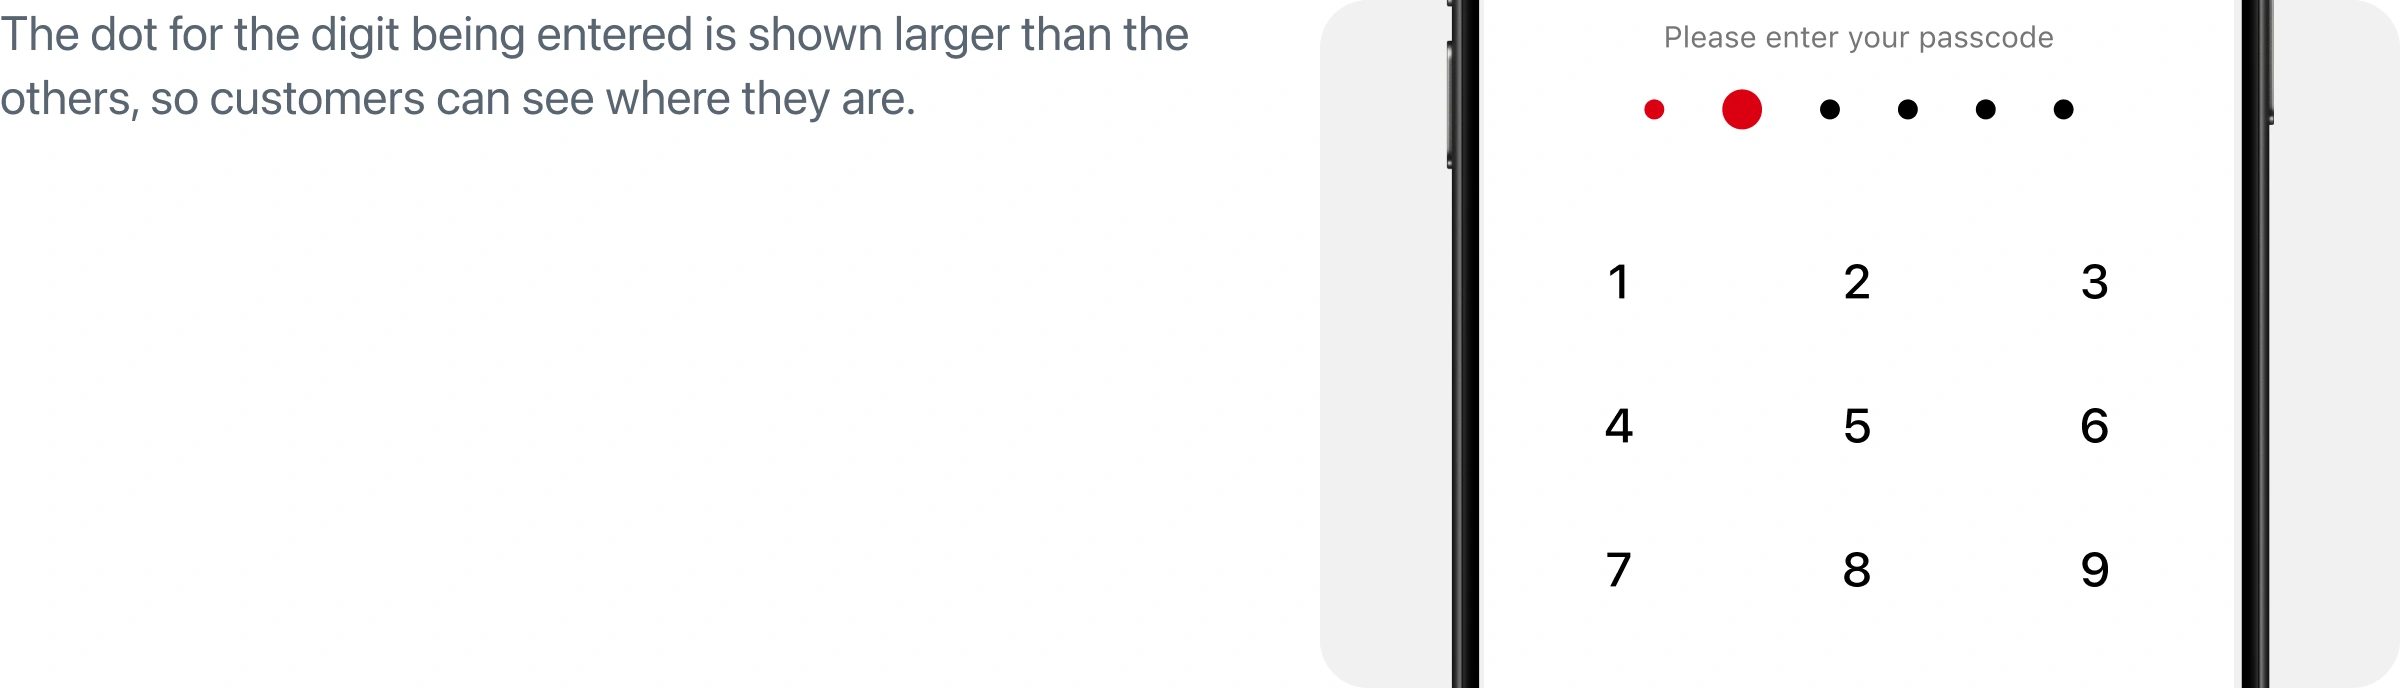 The dot for the digit being entered is shown larger than the
others, so customers can see where they are.
Please enter your passcode
1 2 3
4 5 6
7 8 9